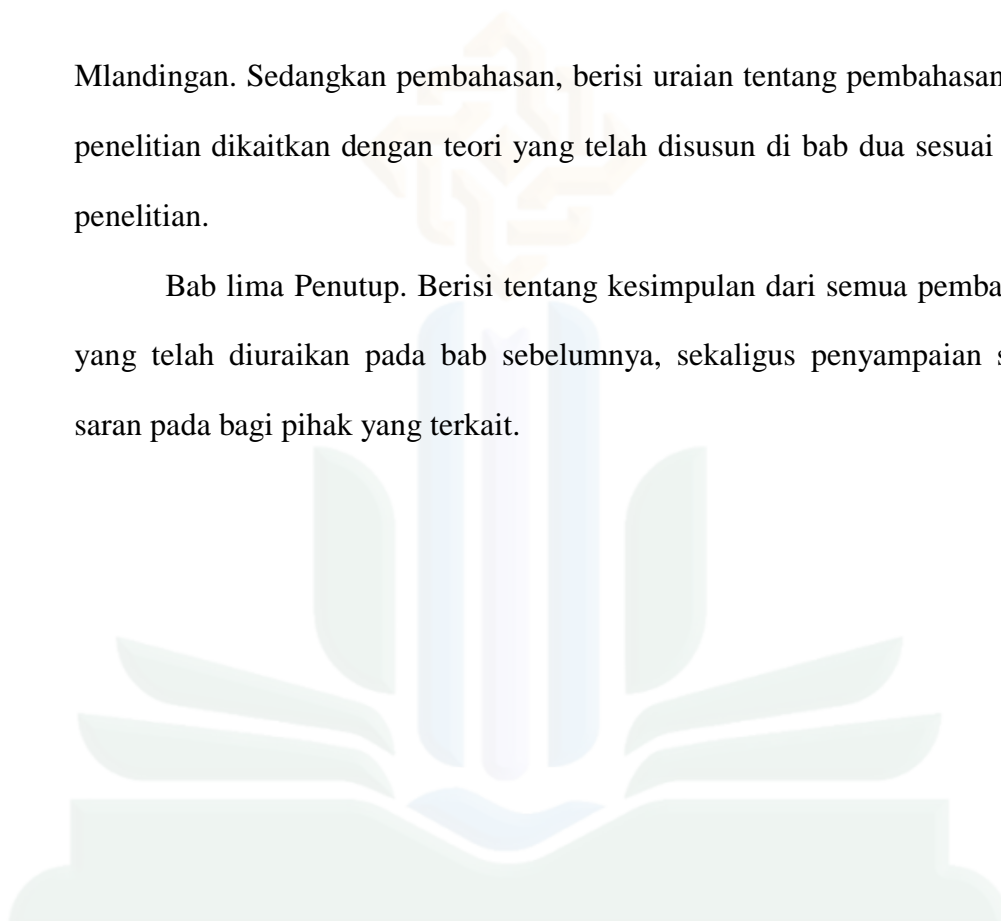 Mlandingan. Sedangkan pembahasan, berisi uraian tentang pembahasan
penelitian dikaitkan dengan teori yang telah disusun di bab dua sesuai
penelitian.
Bab lima Penutup. Berisi tentang kesimpulan dari semua pemba
yang telah diuraikan pada bab sebelumnya, sekaligus penyampaian s
saran pada bagi pihak yang terkait.